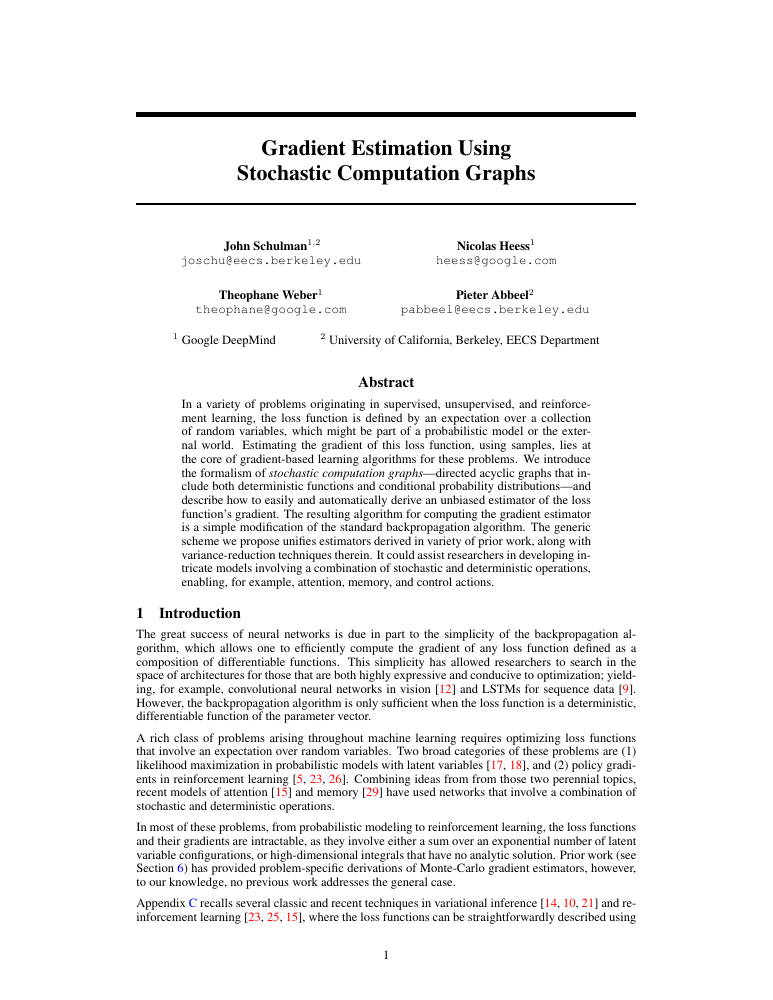 Gradient Estimation Using
Stochastic Computation Graphs
John Schulman1,2
joschu@eecs.berkeley.edu
Nicolas Heess1
heess@google.com
Theophane Weber1
theophane@google.com
Pieter Abbeel2
pabbeel@eecs.berkeley.edu
1 Google DeepMind 2 University of California, Berkeley, EECS Department
Abstract
In a variety of problems originating in supervised, unsupervised, and reinforce-
ment learning, the loss function is defined by an expectation over a collection
of random variables, which might be part of a probabilistic model or the exter-
nal world. Estimating the gradient of this loss function, using samples, lies at
the core of gradient-based learning algorithms for these problems. We introduce
the formalism of stochastic computation graphs—directed acyclic graphs that in-
clude both deterministic functions and conditional probability distributions—and
describe how to easily and automatically derive an unbiased estimator of the loss
function's gradient. The resulting algorithm for computing the gradient estimator
is a simple modification of the standard backpropagation algorithm. The generic
scheme we propose unifies estimators derived in variety of prior work, along with
variance-reduction techniques therein. It could assist researchers in developing in-
tricate models involving a combination of stochastic and deterministic operations,
enabling, for example, attention, memory, and control actions.
1 Introduction
The great success of neural networks is due in part to the simplicity of the backpropagation al-
gorithm, which allows one to efficiently compute the gradient of any loss function defined as a
composition of differentiable functions. This simplicity has allowed researchers to search in the
space of architectures for those that are both highly expressive and conducive to optimization; yield-
ing, for example, convolutional neural networks in vision [12] and LSTMs for sequence data [9].
However, the backpropagation algorithm is only sufficient when the loss function is a deterministic,
differentiable function of the parameter vector.
A rich class of problems arising throughout machine learning requires optimizing loss functions
that involve an expectation over random variables. Two broad categories of these problems are (1)
likelihood maximization in probabilistic models with latent variables [17, 18], and (2) policy gradi-
ents in reinforcement learning [5, 23, 26]. Combining ideas from from those two perennial topics,
recent models of attention [15] and memory [29] have used networks that involve a combination of
stochastic and deterministic operations.
In most of these problems, from probabilistic modeling to reinforcement learning, the loss functions
and their gradients are intractable, as they involve either a sum over an exponential number of latent
variable configurations, or high-dimensional integrals that have no analytic solution. Prior work (see
Section 6) has provided problem-specific derivations of Monte-Carlo gradient estimators, however,
to our knowledge, no previous work addresses the general case.
Appendix C recalls several classic and recent techniques in variational inference [14, 10, 21] and re-
inforcement learning [23, 25, 15], where the loss functions can be straightforwardly described using
1